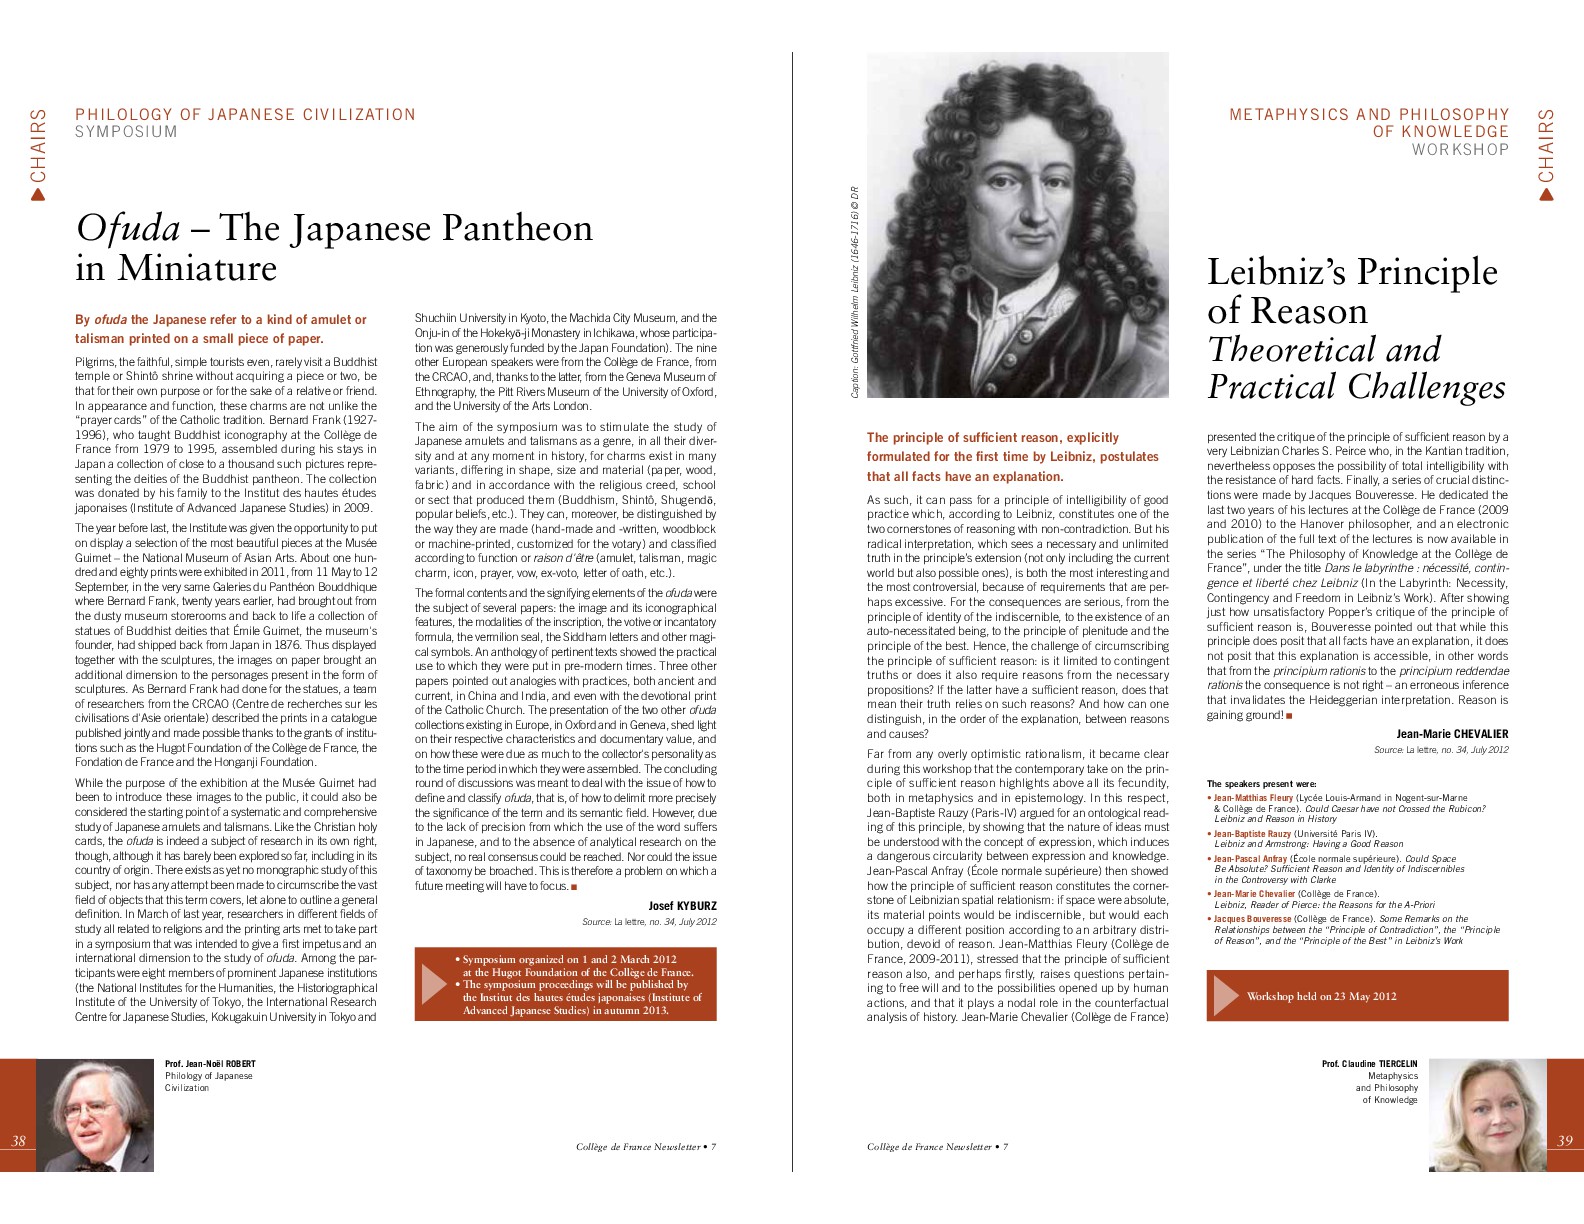 CHAIRS
PHILOLOGY OF JAPANESE CIVILIZATION
SYMPOSIUM
Ofuda – The Japanese Pantheon
in Miniature
By ofuda the Japanese refer to a kind of amulet or
talisman printed on a small piece of paper.
Pilgrims, the faithful, simple tourists even, rarely visit a Buddhist
temple or Shintō shrine without acquiring a piece or two, be
that for their own purpose or for the sake of a relative or friend.
In appearance and function, these charms are not unlike the
“prayer cards” of the Catholic tradition. Bernard Frank (1927-
1996), who taught Buddhist iconography at the Collège de
France from 1979 to 1995, assembled during his stays in
Japan a collection of close to a thousand such pictures repre-
senting the deities of the Buddhist pantheon. The collection
was donated by his family to the Institut des hautes études
japonaises (Institute of Advanced Japanese Studies) in 2009.
The year before last, the Institute was given the opportunity to put
on display a selection of the most beautiful pieces at the Musée
Guimet – the National Museum of Asian Arts. About one hun-
dred and eighty prints were exhibited in 2011, from 11 May to 12
September, in the very same Galeries du Panthéon Bouddhique
where Bernard Frank, twenty years earlier, had brought out from
the dusty museum storerooms and back to life a collection of
statues of Buddhist deities that Émile Guimet, the museum's
founder, had shipped back from Japan in 1876. Thus displayed
together with the sculptures, the images on paper brought an
additional dimension to the personages present in the form of
sculptures. As Bernard Frank had done for the statues, a team
of researchers from the CRCAO (Centre de recherches sur les
civilisations d'Asie orientale) described the prints in a catalogue
published jointly and made possible thanks to the grants of institu-
tions such as the Hugot Foundation of the Collège de France, the
Fondation de France and the Honganji Foundation.
While the purpose of the exhibition at the Musée Guimet had
been to introduce these images to the public, it could also be
considered the starting point of a systematic and comprehensive
study of Japanese amulets and talismans. Like the Christian holy
cards, the ofuda is indeed a subject of research in its own right,
though, although it has barely been explored so far, including in its
country of origin. There exists as yet no monographic study of this
subject, nor has any attempt been made to circumscribe the vast
field of objects that this term covers, let alone to outline a general
definition. In March of last year, researchers in different fields of
study all related to religions and the printing arts met to take part
in a symposium that was intended to give a first impetus and an
international dimension to the study of ofuda. Among the par-
ticipants were eight members of prominent Japanese institutions
(the National Institutes for the Humanities, the Historiographical
Institute of the University of Tokyo, the International Research
Centre for Japanese Studies, Kokugakuin University in Tokyo and
Shuchiin University in Kyoto, the Machida City Museum, and the
Onju-in of the Hokekyō-ji Monastery in Ichikawa, whose participa-
tion was generously funded by the Japan Foundation). The nine
other European speakers were from the Collège de France, from
the CRCAO, and, thanks to the latter, from the Geneva Museum of
Ethnography, the Pitt Rivers Museum of the University of Oxford,
and the University of the Arts London.
The aim of the symposium was to stimulate the study of
Japanese amulets and talismans as a genre, in all their diver-
sity and at any moment in history, for charms exist in many
variants, differing in shape, size and material (paper, wood,
fabric) and in accordance with the religious creed, school
or sect that produced them (Buddhism, Shintō, Shugendō,
popular beliefs, etc.). They can, moreover, be distinguished by
the way they are made (hand-made and -written, woodblock
or machine-printed, customized for the votary) and classified
according to function or raison d'être (amulet, talisman, magic
charm, icon, prayer, vow, ex-voto, letter of oath, etc.).
The formal contents and the signifying elements of the ofuda were
the subject of several papers: the image and its iconographical
features, the modalities of the inscription, the votive or incantatory
formula, the vermilion seal, the Siddham letters and other magi-
cal symbols. An anthology of pertinent texts showed the practical
use to which they were put in pre-modern times. Three other
papers pointed out analogies with practices, both ancient and
current, in China and India, and even with the devotional print
of the Catholic Church. The presentation of the two other ofuda
collections existing in Europe, in Oxford and in Geneva, shed light
on their respective characteristics and documentary value, and
on how these were due as much to the collector's personality as
to the time period in which they were assembled. The concluding
round of discussions was meant to deal with the issue of how to
define and classify ofuda, that is, of how to delimit more precisely
the significance of the term and its semantic field. However, due
to the lack of precision from which the use of the word suffers
in Japanese, and to the absence of analytical research on the
subject, no real consensus could be reached. Nor could the issue
of taxonomy be broached. This is therefore a problem on which a
future meeting will have to focus. ■
Josef KYBURZ
Source: La lettre, no. 34, July 2012
• Symposium organized on 1 and 2 March 2012
at the Hugot Foundation of the Collège de France.
• The symposium proceedings will be published by
the Institut des hautes études japonaises (Institute of
Advanced Japanese Studies) in autumn 2013.
Prof. Jean-Noël ROBERT
Philology of Japanese
Civilization
38
Collège de France Newsletter • 7
Caption: Gottfried Wilhelm Leibniz (1646-1716) © DR
METAPHYSICS AND PHILOSOPHY
OF KNOWLEDGE
WORKSHOP
CHAIRS
Leibniz's Principle
of Reason
Theoretical and
Practical Challenges
The principle of sufficient reason, explicitly
formulated for the first time by Leibniz, postulates
that all facts have an explanation.
As such, it can pass for a principle of intelligibility of good
practice which, according to Leibniz, constitutes one of the
two cornerstones of reasoning with non-contradiction. But his
radical interpretation, which sees a necessary and unlimited
truth in the principle's extension (not only including the current
world but also possible ones), is both the most interesting and
the most controversial, because of requirements that are per-
haps excessive. For the consequences are serious, from the
principle of identity of the indiscernible, to the existence of an
auto-necessitated being, to the principle of plenitude and the
principle of the best. Hence, the challenge of circumscribing
the principle of sufficient reason: is it limited to contingent
truths or does it also require reasons from the necessary
propositions? If the latter have a sufficient reason, does that
mean their truth relies on such reasons? And how can one
distinguish, in the order of the explanation, between reasons
and causes?
Far from any overly optimistic rationalism, it became clear
during this workshop that the contemporary take on the prin-
ciple of sufficient reason highlights above all its fecundity,
both in metaphysics and in epistemology. In this respect,
Jean-Baptiste Rauzy (Paris-IV) argued for an ontological read-
ing of this principle, by showing that the nature of ideas must
be understood with the concept of expression, which induces
a dangerous circularity between expression and knowledge.
Jean-Pascal Anfray (École normale supérieure) then showed
how the principle of sufficient reason constitutes the corner-
stone of Leibnizian spatial relationism: if space were absolute,
its material points would be indiscernible, but would each
occupy a different position according to an arbitrary distri-
bution, devoid of reason. Jean-Matthias Fleury (Collège de
France, 2009-2011), stressed that the principle of sufficient
reason also, and perhaps firstly, raises questions pertain-
ing to free will and to the possibilities opened up by human
actions, and that it plays a nodal role in the counterfactual
analysis of history. Jean-Marie Chevalier (Collège de France)
presented the critique of the principle of sufficient reason by a
very Leibnizian Charles S. Peirce who, in the Kantian tradition,
nevertheless opposes the possibility of total intelligibility with
the resistance of hard facts. Finally, a series of crucial distinc-
tions were made by Jacques Bouveresse. He dedicated the
last two years of his lectures at the Collège de France (2009
and 2010) to the Hanover philosopher, and an electronic
publication of the full text of the lectures is now available in
the series “The Philosophy of Knowledge at the Collège de
France”, under the title Dans le labyrinthe : nécessité, contin-
gence et liberté chez Leibniz (In the Labyrinth: Necessity,
Contingency and Freedom in Leibniz's Work). After showing
just how unsatisfactory Popper's critique of the principle of
sufficient reason is, Bouveresse pointed out that while this
principle does posit that all facts have an explanation, it does
not posit that this explanation is accessible, in other words
that from the principium rationis to the principium reddendae
rationis the consequence is not right – an erroneous inference
that invalidates the Heideggerian interpretation. Reason is
gaining ground! ■
Jean-Marie CHEVALIER
Source: La lettre, no. 34, July 2012
The speakers present were:
• Jean-Matthias Fleury (Lycée Louis-Armand in Nogent-sur-Marne
& Collège de France). Could Caesar have not Crossed the Rubicon?
Leibniz and Reason in History
• Jean-Baptiste Rauzy (Université Paris IV).
Leibniz and Armstrong: Having a Good Reason
• Jean-Pascal Anfray (École normale supérieure). Could Space
Be Absolute? Sufficient Reason and Identity of Indiscernibles
in the Controversy with Clarke
• Jean-Marie Chevalier (Collège de France).
Leibniz, Reader of Pierce: the Reasons for the A-Priori
• Jacques Bouveresse (Collège de France). Some Remarks on the
Relationships between the “Principle of Contradiction”, the “Principle
of Reason”, and the “Principle of the Best” in Leibniz's Work
Workshop held on 23 May 2012
Prof. Claudine TIERCELIN
Metaphysics
and Philosophy
of Knowledge
Collège de France Newsletter • 7
39